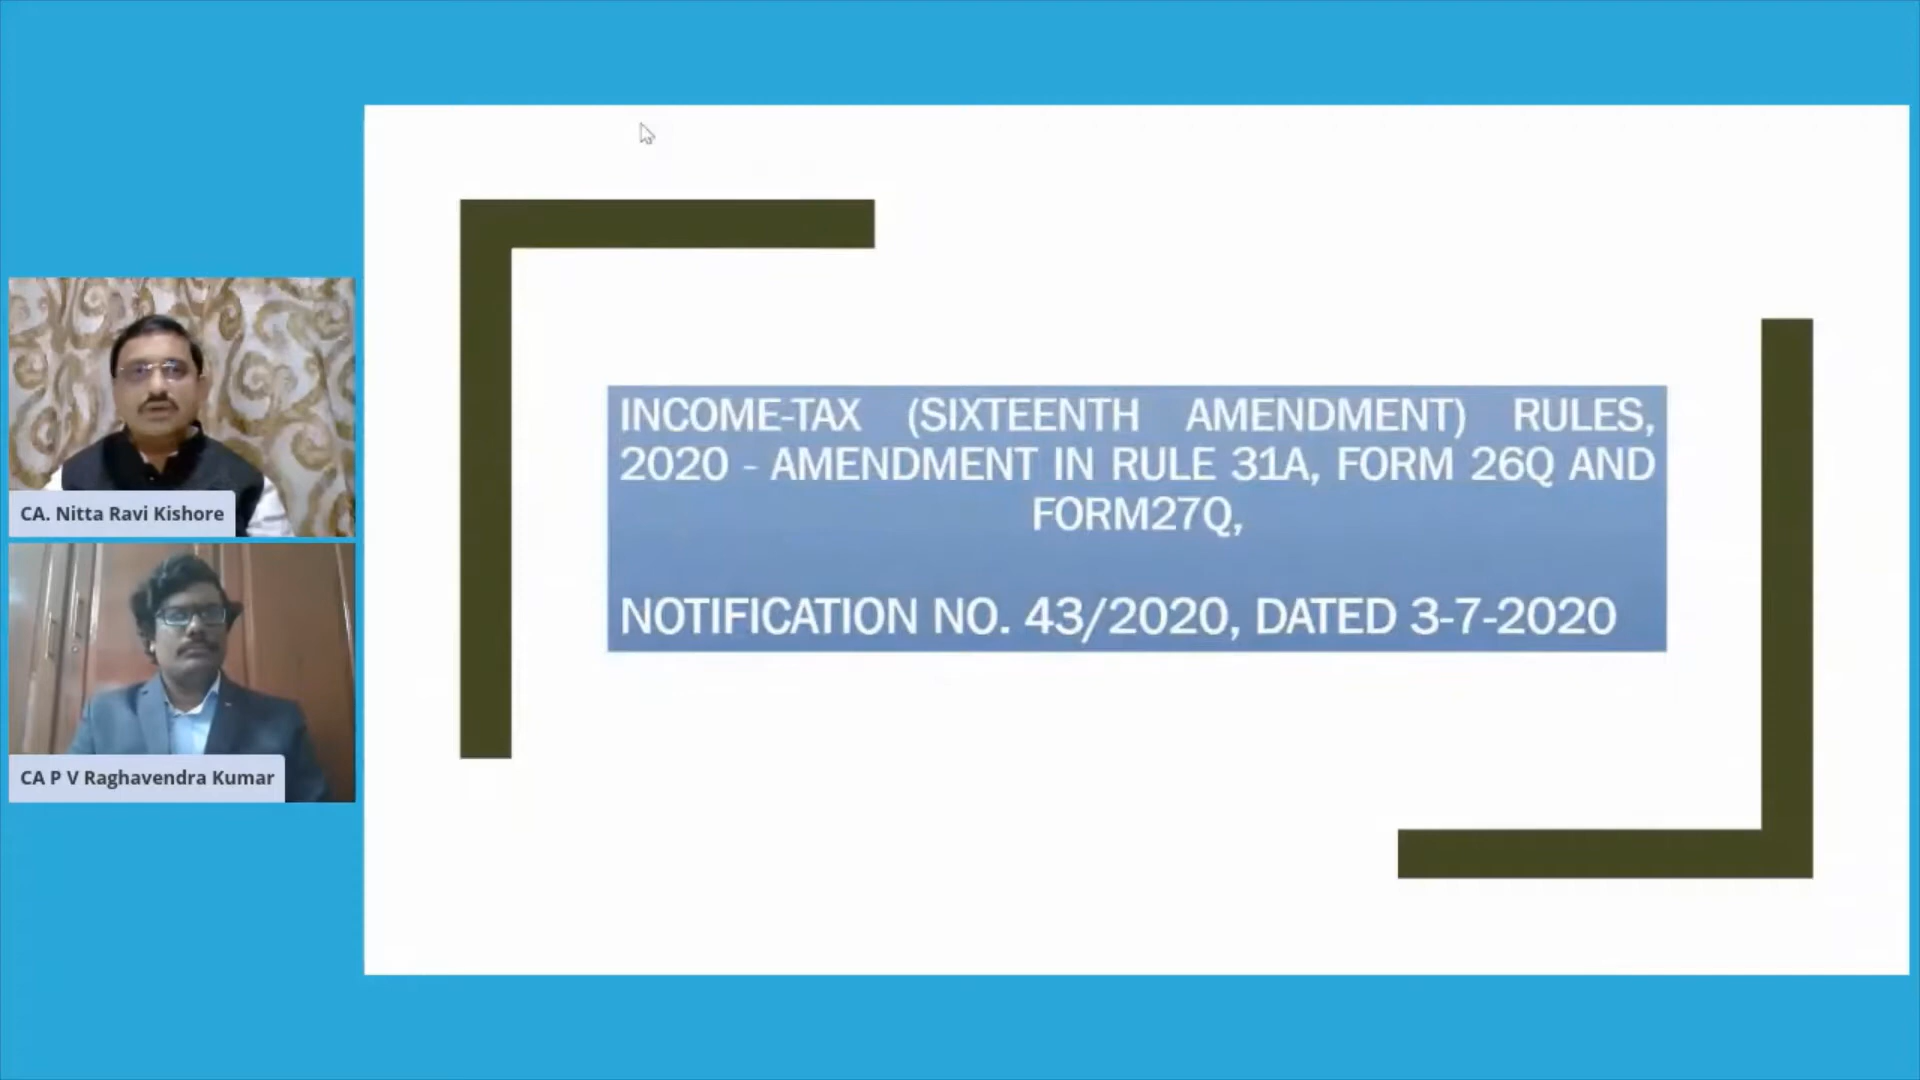 CA. Nitta Ravi Kishore
CA P V Raghavendra Kumar
INCOME-TAX (SIXTEENTH AMENDMENT) RULES,
2020 - AMENDMENT IN RULE 31A, FORM 26Q AND
FORM27Q,
NOTIFICATION NO. 43/2020, DATED 3-7-2020